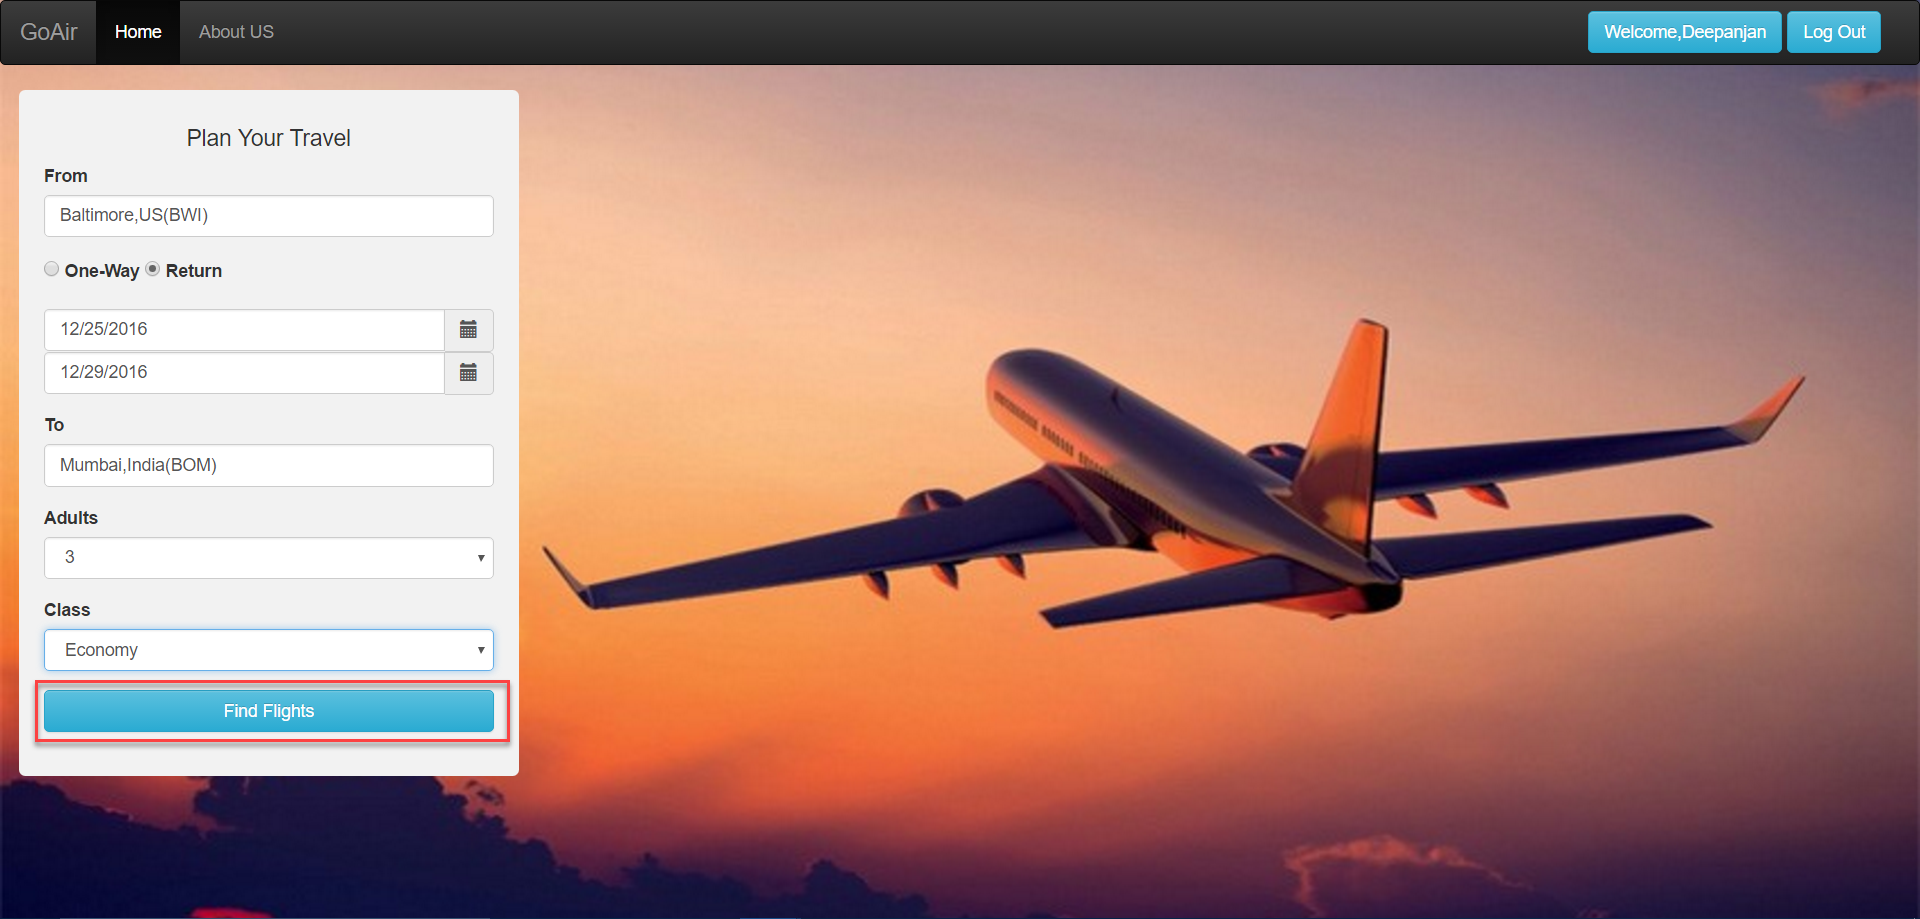 GoAir Home About US Welcome,Deepanjan Log Out
Plan Your Travel
From
Baltimore,US(BWI)
One-Way Return
12/25/2016
12/29/2016
To
Mumbai,India(BOM)
Adults
3
Class
Economy
Find Flights